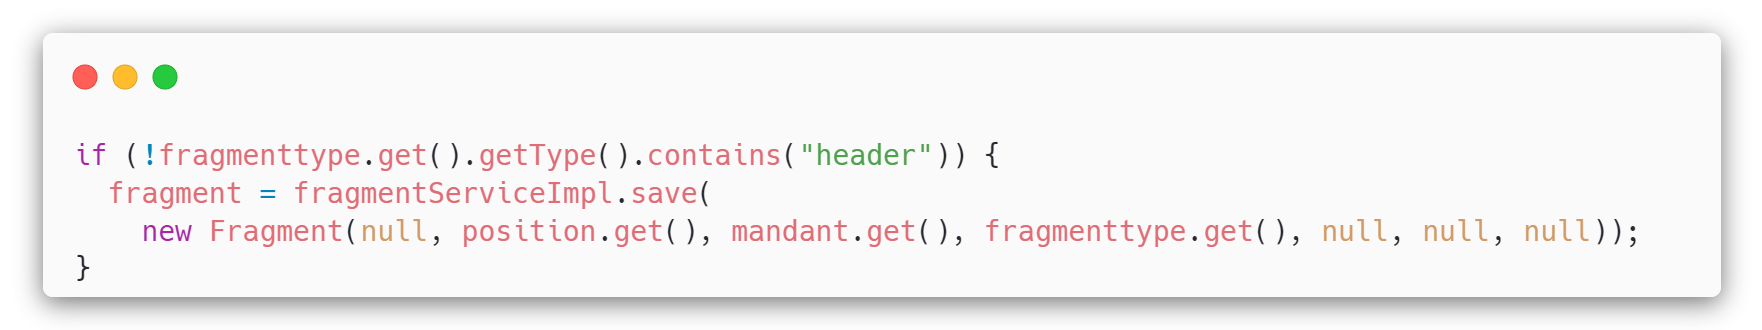 if (!fragmenttype.get().getType().contains("header")) {
  fragment = fragmentServiceImpl.save(
    new Fragment(null, position.get(), mandant.get(), fragmenttype.get(), null, null, null));
}